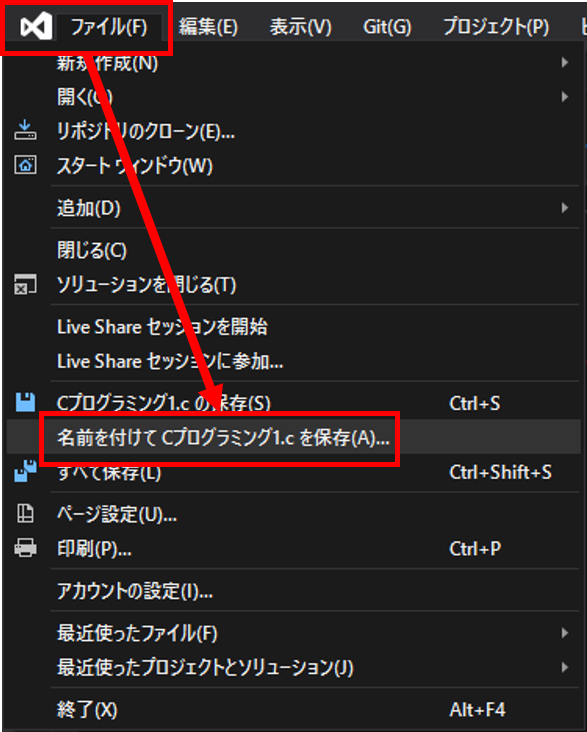 ファイル(F) 編集(E) 表示(V) Git(G) プロジェクト(P)
新規作成(N)
開く(O)
リポジトリのクローン(E)...
スタート ウィンドウ(W)
追加(D)
閉じる(C)
ソリューションを閉じる(T)
Live Share セッションを開始
Live Share セッションに参加...
Cプログラミング1.c の保存(S) Ctrl+S
名前を付けて Cプログラミング1.c を保存(A)...
すべて保存(L) Ctrl+Shift+S
ページ設定(U)...
印刷(P)... Ctrl+P
アカウントの設定(I)...
最近使ったファイル(F)
最近使ったプロジェクトとソリューション(J)
終了(X) Alt+F4